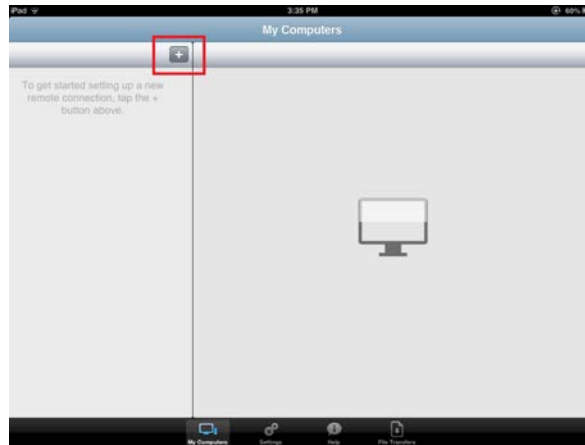 iPad 3:35 PM 60%
My Computers
+
To get started setting up a new
remote connection, tap the +
button above.
My Computers Settings Help File Transfers